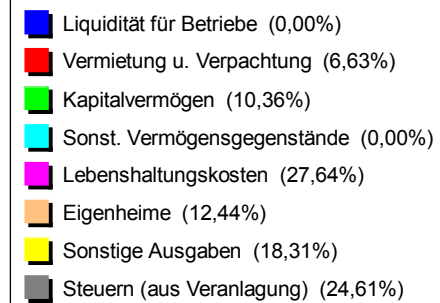 Liquidität für Betriebe (0,00%)
Vermietung u. Verpachtung (6,63%)
Kapitalvermögen (10,36%)
Sonst. Vermögensgegenstände (0,00%)
Lebenshaltungskosten (27,64%)
Eigenheime (12,44%)
Sonstige Ausgaben (18,31%)
Steuern (aus Veranlagung) (24,61%)